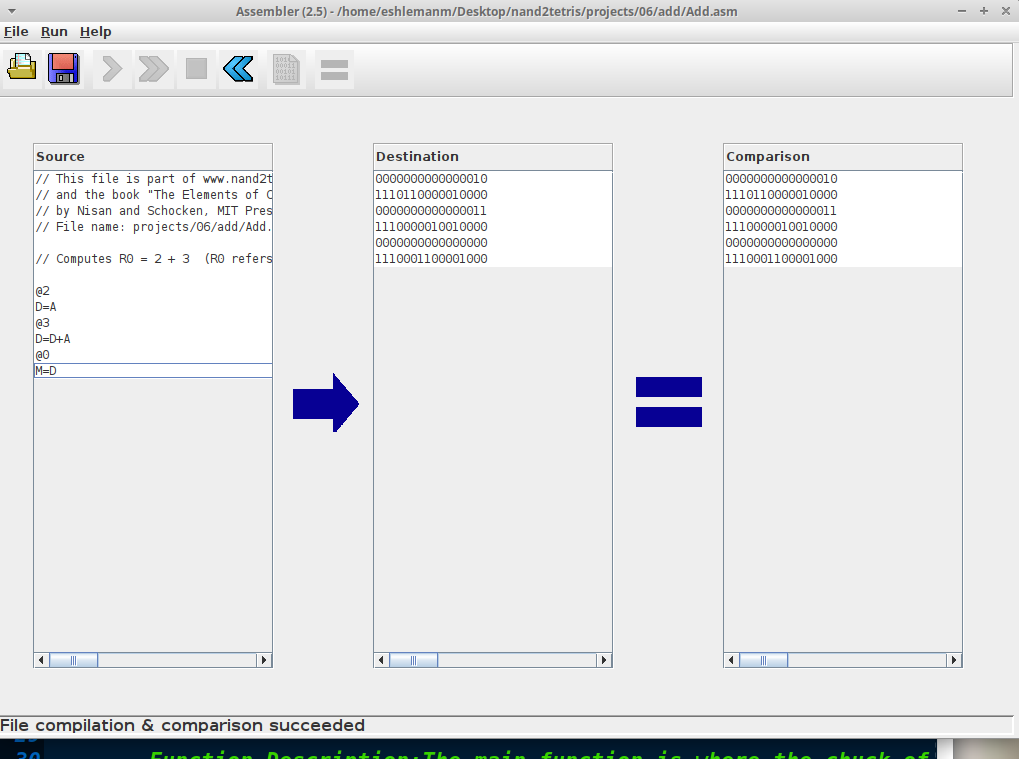 Assembler (2.5) - /home/eshlemanm/Desktop/nand2tetris/projects/06/add/Add.asm
File Run Help
Source
// This file is part of www.nand2t
// and the book "The Elements of C
// by Nisan and Schocken, MIT Pres
// File name: projects/06/add/Add.
// Computes R0 = 2 + 3  (R0 refers
@2
D=A
@3
D=D+A
@0
M=D
Destination
0000000000000010
1110110000010000
0000000000000011
1110000010010000
0000000000000000
1110001100001000
Comparison
0000000000000010
1110110000010000
0000000000000011
1110000010010000
0000000000000000
1110001100001000
File compilation & comparison succeeded
30 Function Description:The main function is where the chuck of